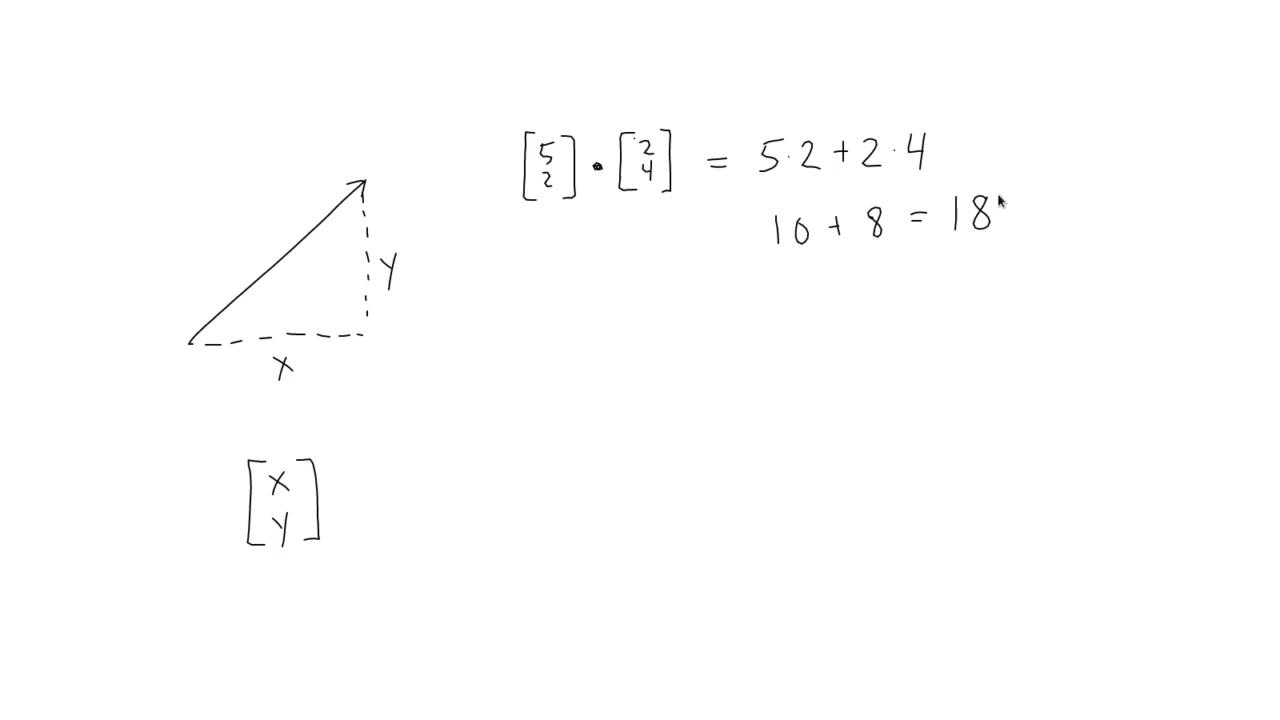 [5 2] • [2 4] = 5·2+2·4
10 + 8 = 18
y
x
[x
y]